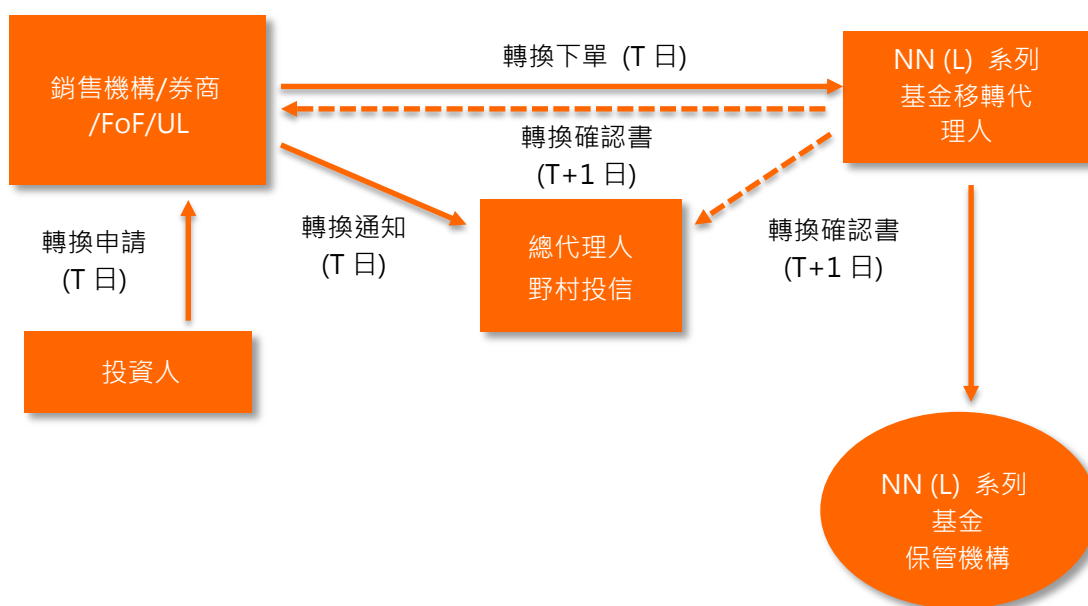 銷售機構/券商
/FoF/UL
轉換下單 (T 日)
NN (L) 系列
基金移轉代
理人
轉換確認書
(T+1 日)
轉換申請
(T 日)
轉換通知
(T 日)
總代理人
野村投信
轉換確認書
(T+1 日)
投資人
NN (L) 系列
基金
保管機構